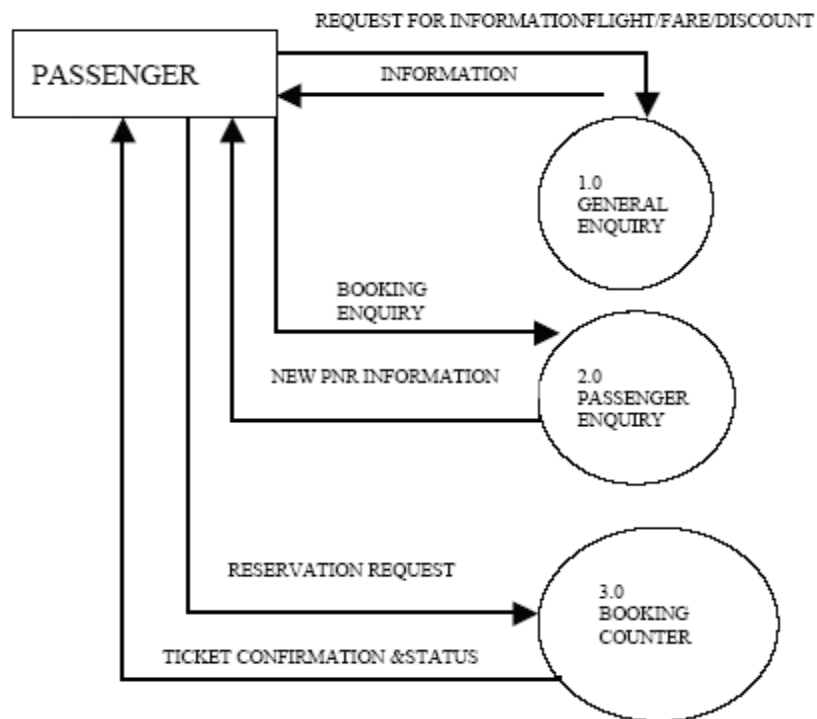 REQUEST FOR INFORMATIONFLIGHT/FARE/DISCOUNT
PASSENGER
INFORMATION
1.0
GENERAL
ENQUIRY
BOOKING
ENQUIRY
NEW PNR INFORMATION
2.0
PASSENGER
ENQUIRY
RESERVATION REQUEST
3.0
BOOKING
COUNTER
TICKET CONFIRMATION &STATUS